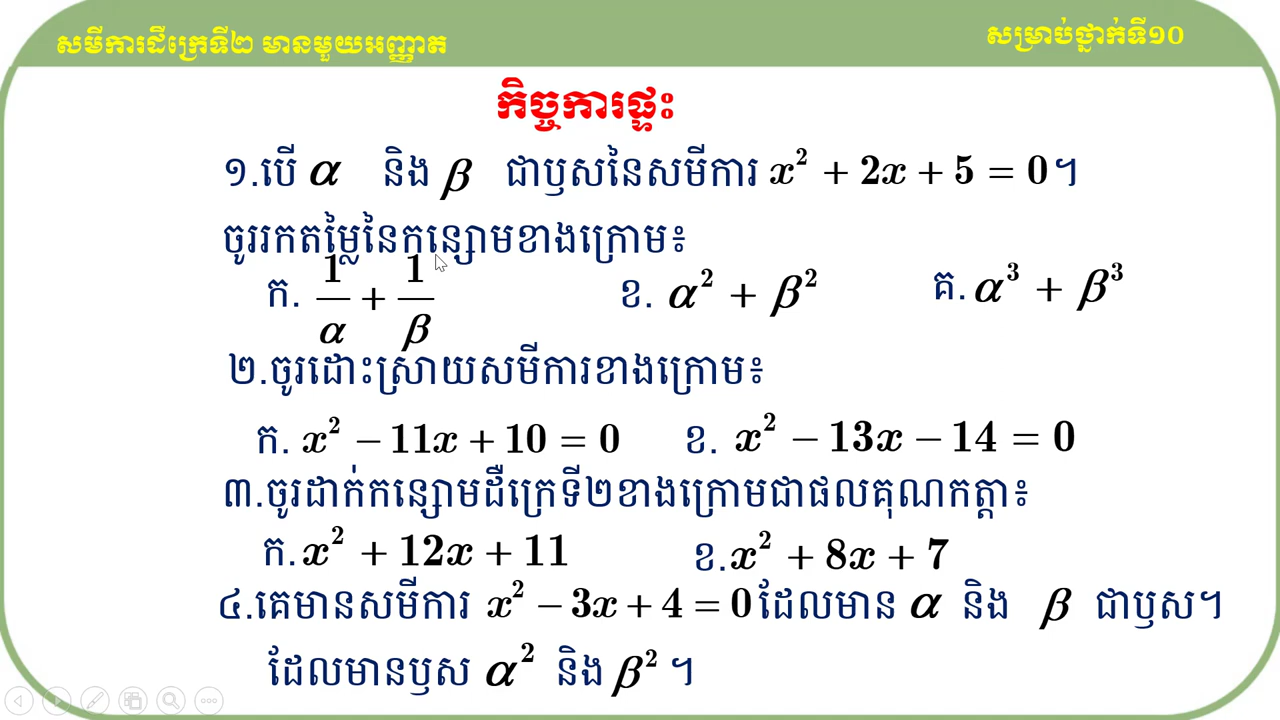 សមីការដឺក្រេទី២ មានមួយអញ្ញាត
សម្រាប់ថ្នាក់ទី១០
កិច្ចការផ្ទះ
១.បើ α និង β ជាឫសនៃសមីការ x² + 2x + 5 = 0 ។
ចូររកតម្លៃនៃកន្សោមខាងក្រោម៖
ក. 1/α + 1/β ខ. α² + β² គ. α³ + β³
២.ចូរដោះស្រាយសមីការខាងក្រោម៖
ក. x² − 11x + 10 = 0 ខ. x² − 13x − 14 = 0
៣.ចូរដាក់កន្សោមដឺក្រេទី២ខាងក្រោមជាផលគុណកត្តា៖
ក. x² + 12x + 11 ខ. x² + 8x + 7
៤.គេមានសមីការ x² − 3x + 4 = 0 ដែលមាន α និង β ជាឫស។
ដែលមានឫស α² និង β² ។